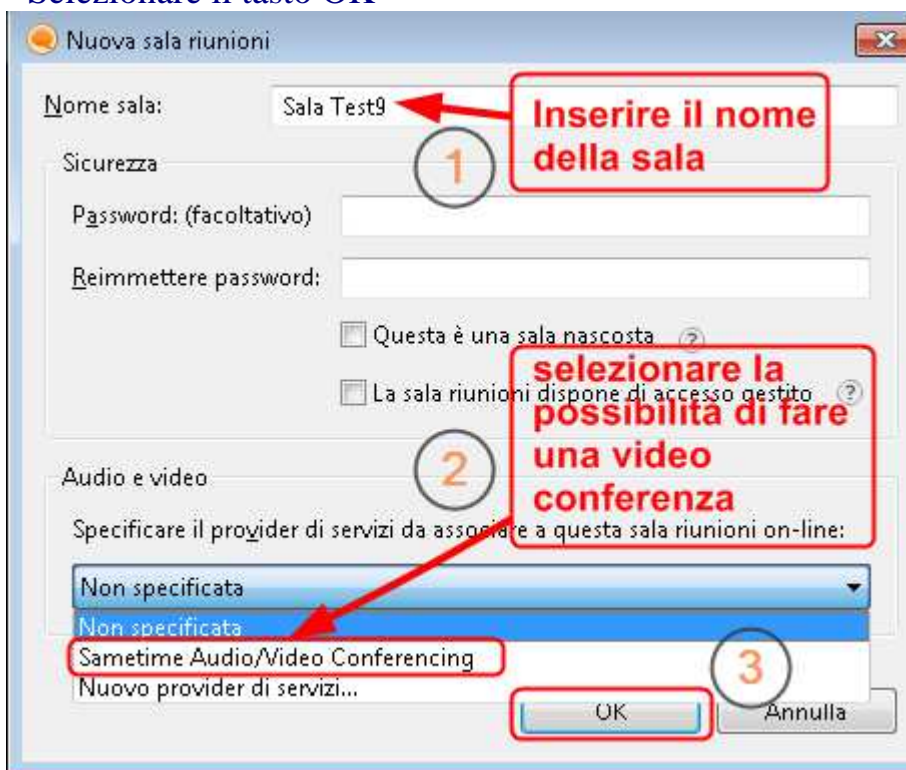 Selezionare il tasto OK
Nuova sala riunioni
Nome sala:
Sala Test9
Inserire il nome
della sala
1
Sicurezza
Password: (facoltativo)
Reimmettere password:
Questa è una sala nascosta ?
La sala riunioni dispone di accesso gestito ?
selezionare la
possibilità di fare
una video
conferenza
2
Audio e video
Specificare il provider di servizi da associare a questa sala riunioni on-line:
Non specificata
Non specificata
Sametime Audio/Video Conferencing
Nuovo provider di servizi...
3
OK
Annulla